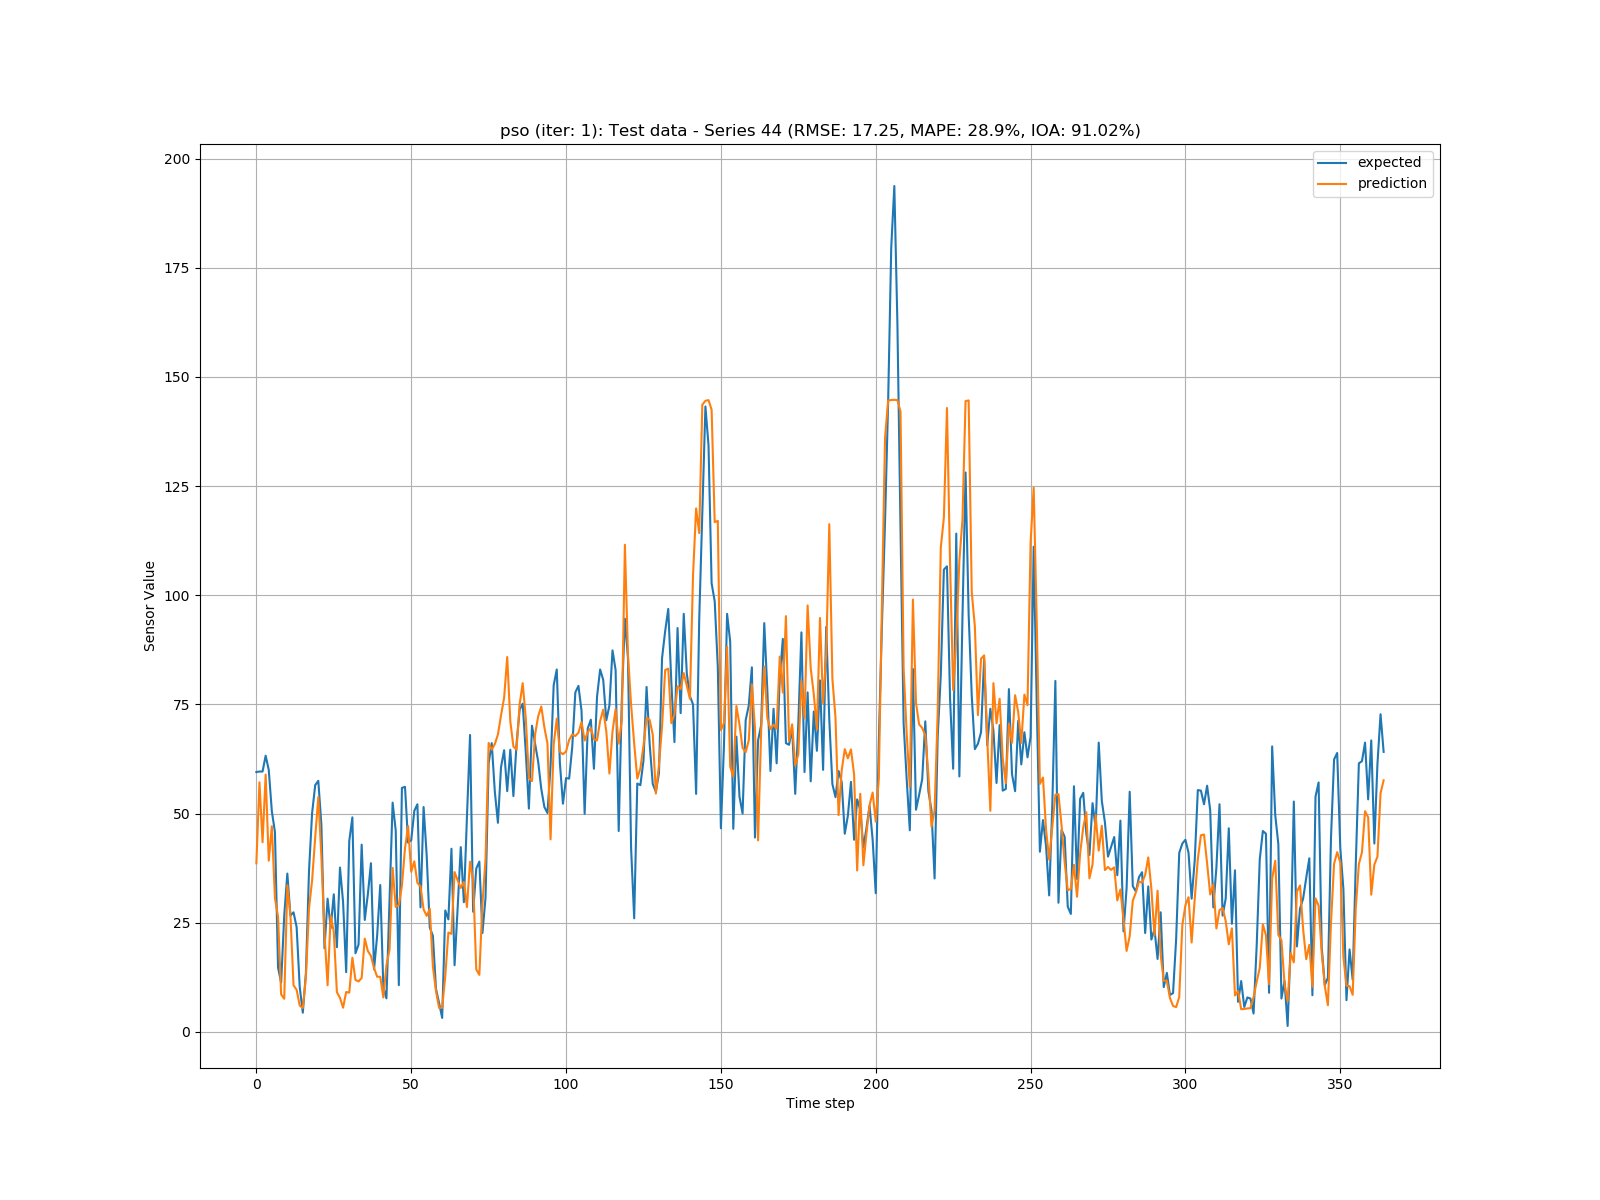 pso (iter: 1): Test data - Series 44 (RMSE: 17.25, MAPE: 28.9%, IOA: 91.02%)
expected
prediction
200
175
150
125
100
75
50
25
0
Sensor Value
0 50 100 150 200 250 300 350
Time step